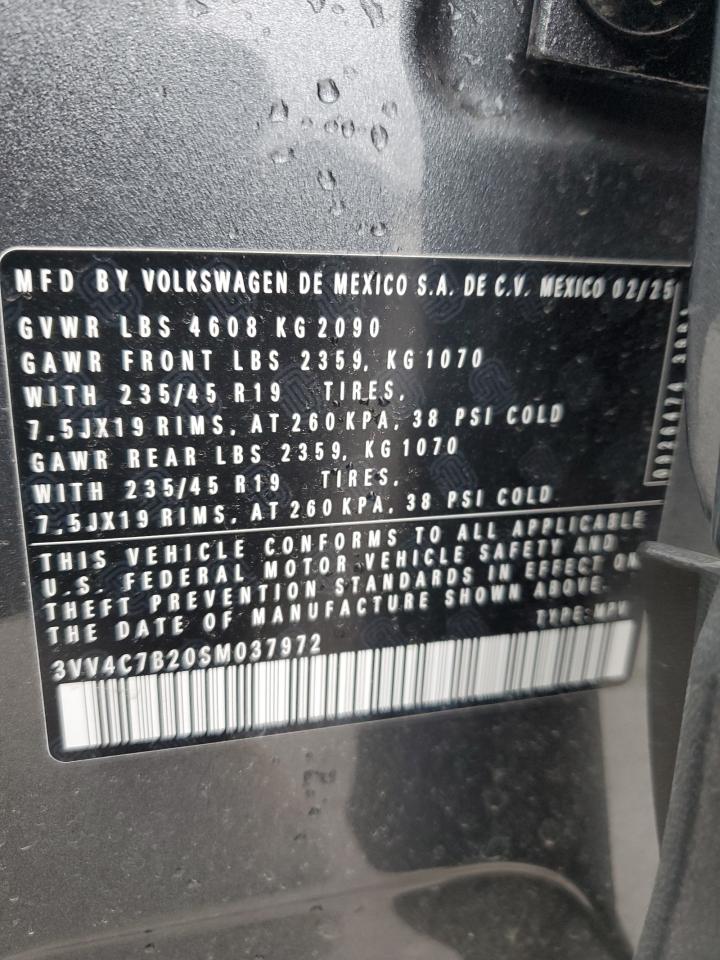 MFD BY VOLKSWAGEN DE MEXICO S.A. DE C.V. MEXICO 02/25
GVWR LBS 4608 KG 2090
GAWR FRONT LBS 2359, KG 1070
WITH 235/45 R19 TIRES,
7,5JX19 RIMS, AT 260 KPA, 38 PSI COLD
GAWR REAR LBS 2359, KG 1070
WITH 235/45 R19 TIRES,
7,5JX19 RIMS, AT 260 KPA, 38 PSI COLD
THIS VEHICLE CONFORMS TO ALL APPLICABLE
U.S. FEDERAL MOTOR VEHICLE SAFETY AND
THEFT PREVENTION STANDARDS IN EFFECT ON
THE DATE OF MANUFACTURE SHOWN ABOVE.
TYPE: MPV
3VV4C7B20SM037972